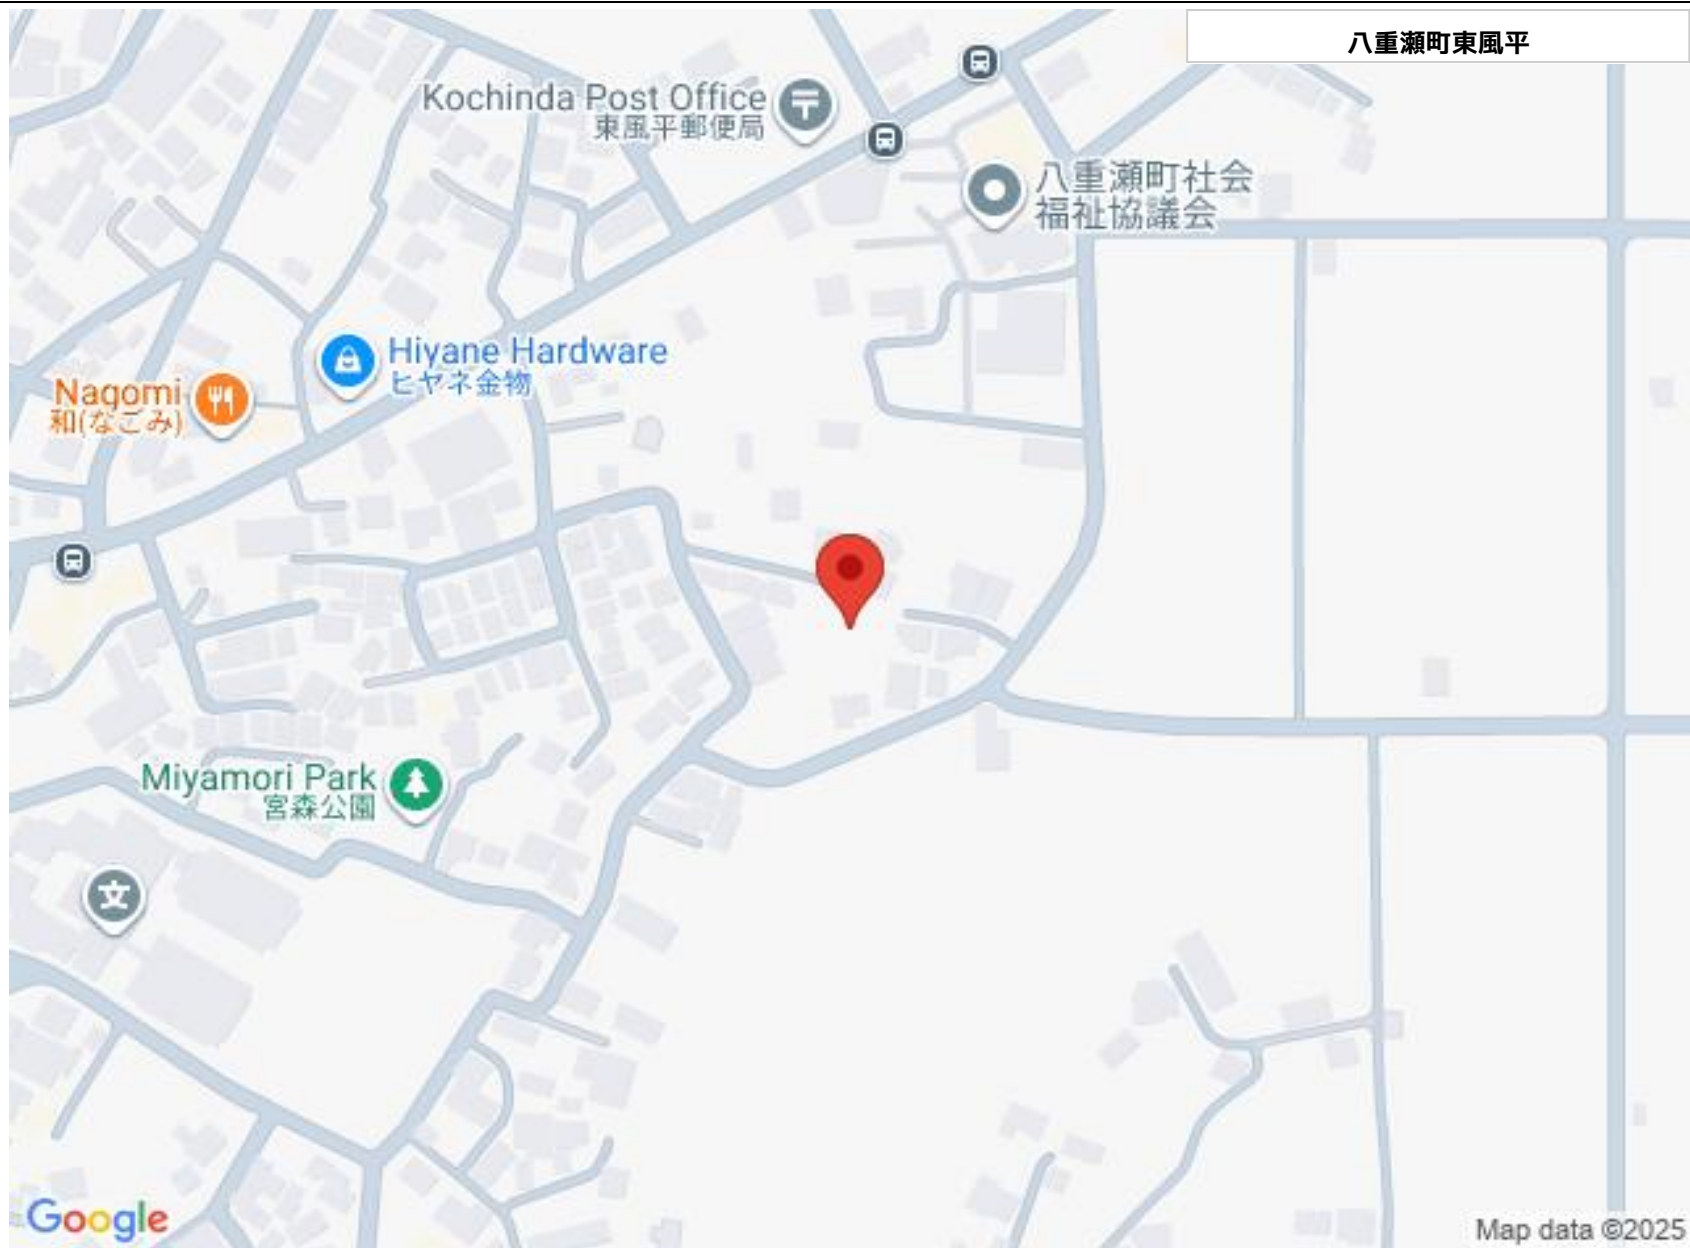 八重瀬町東風平
Kochinda Post Office
東風平郵便局
八重瀬町社会
福祉協議会
Hiyane Hardware
ヒヤネ金物
Nagomi
和(なごみ)
Miyamori Park
宮森公園
文
Google
Map data ©2025